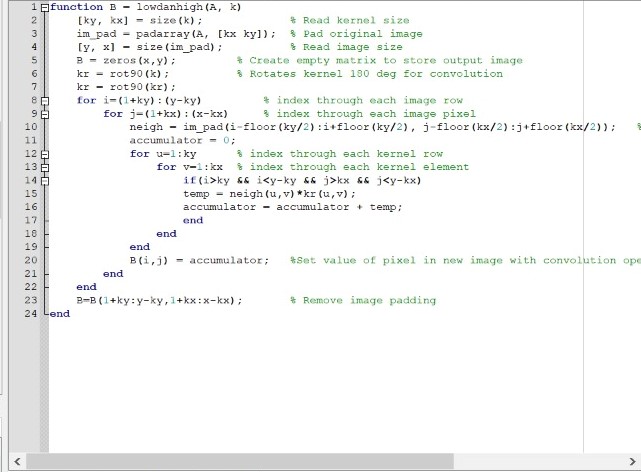 1 function B = lowdanhigh(A, k)
2 [ky, kx] = size(k); % Read kernel size
3 im_pad = padarray(A, [kx ky]); % Pad original image
4 [y, x] = size(im_pad); % Read image size
5 B = zeros(x,y); % Create empty matrix to store output image
6 kr = rot90(k); % Rotates kernel 180 deg for convolution
7 kr = rot90(kr);
8 for i=(1+ky):(y-ky) % index through each image row
9 for j=(1+kx):(x-kx) % index through each image pixel
10 neigh = im_pad(i-floor(ky/2):i+floor(ky/2), j-floor(kx/2):j+floor(kx/2)); %
11 accumulator = 0;
12 for u=1:ky % index through each kernel row
13 for v=1:kx % index through each kernel element
14 if(i>ky && i<y-ky && j>kx && j<y-kx)
15 temp = neigh(u,v)*kr(u,v);
16 accumulator = accumulator + temp;
17 end
18 end
19 end
20 B(i,j) = accumulator; %Set value of pixel in new image with convolution ope
21 end
22 end
23 B=B(1+ky:y-ky,1+kx:x-kx); % Remove image padding
24 end